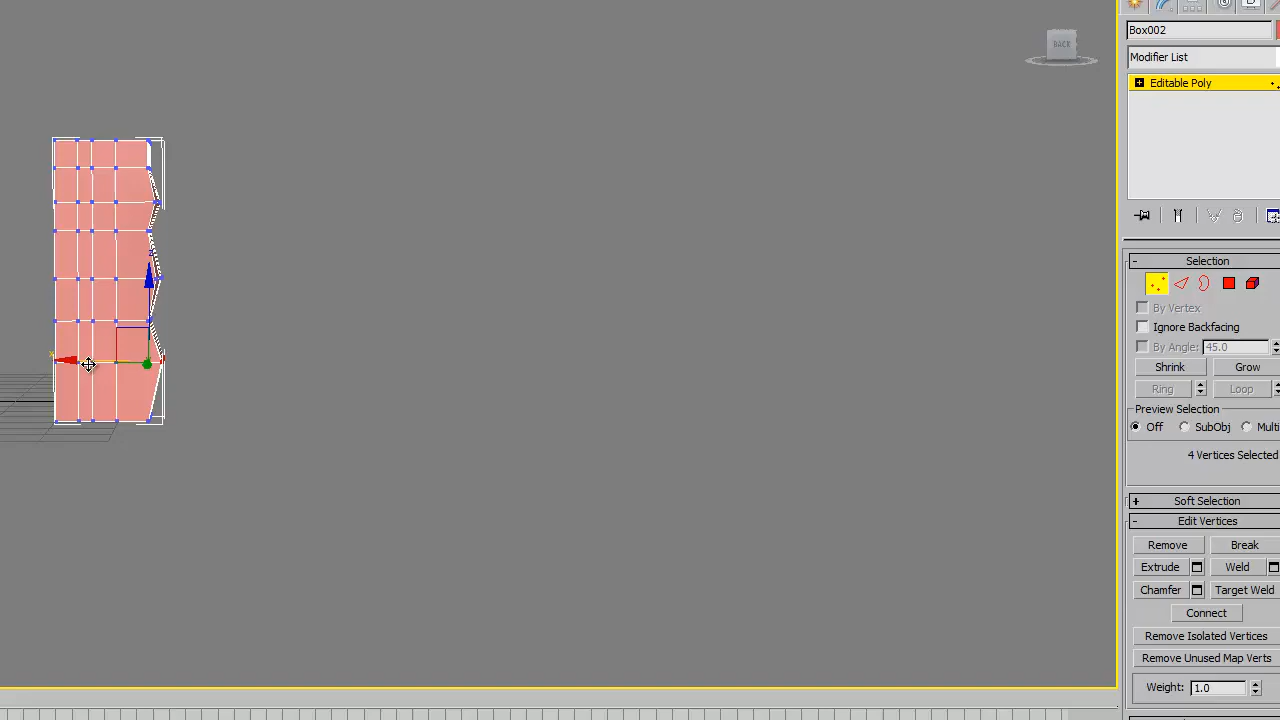 Box002
BACK
Modifier List
Editable Poly
Selection
By Vertex
Ignore Backfacing
By Angle: 45.0
Shrink Grow
Ring Loop
Preview Selection
Off SubObj Multi
4 Vertices Selected
Soft Selection
Edit Vertices
Remove Break
Extrude Weld
Chamfer Target Weld
Connect
Remove Isolated Vertices
Remove Unused Map Verts
Weight: 1.0